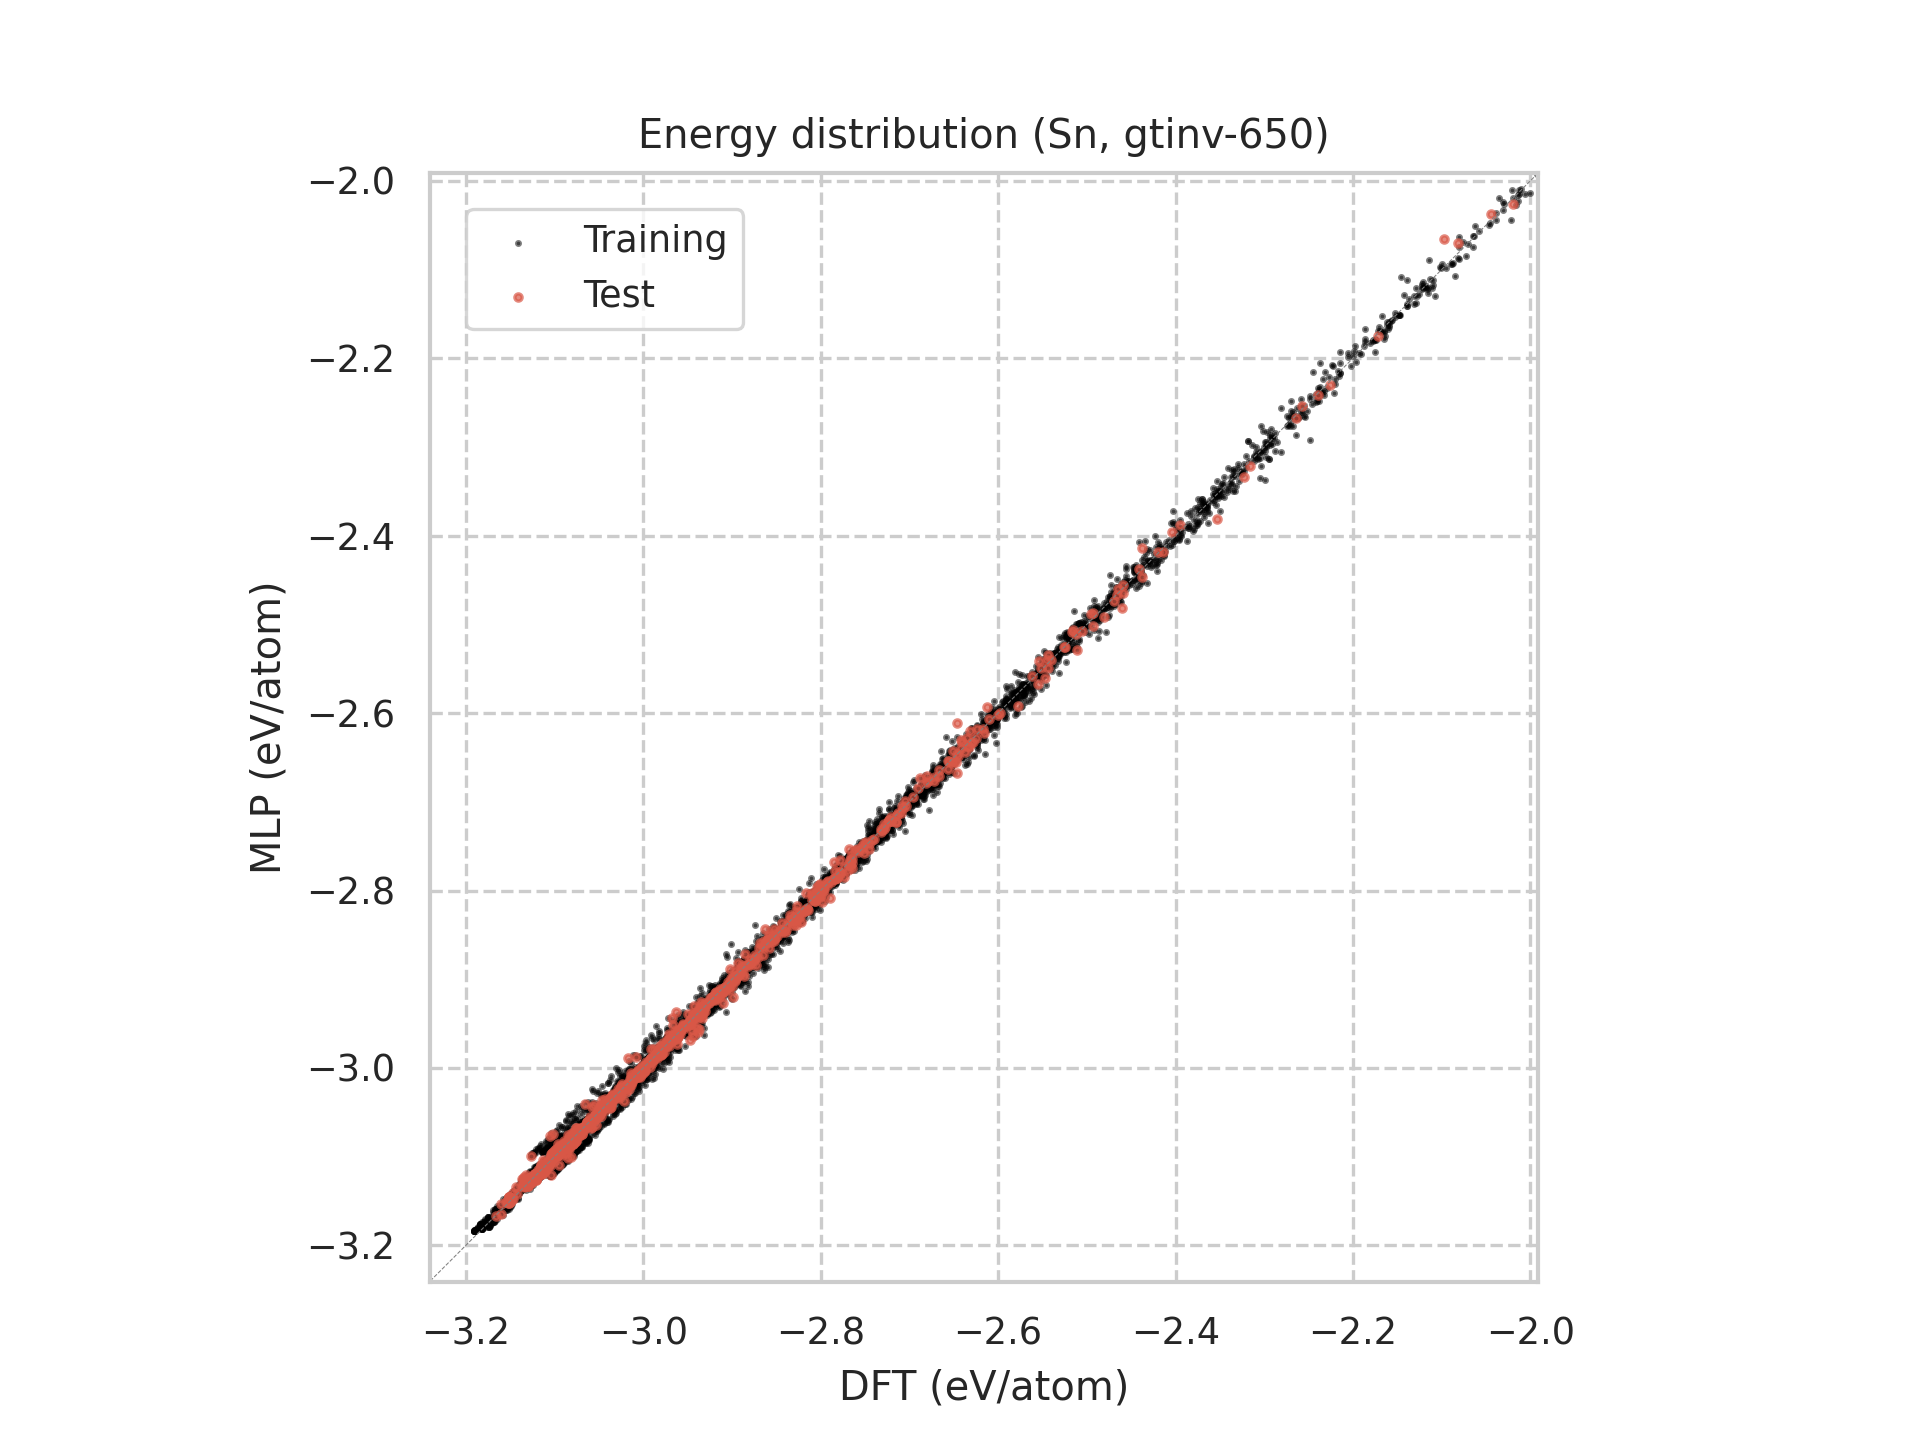 Energy distribution (Sn, gtinv-650)
Training
Test
MLP (eV/atom)
−2.0
−2.2
−2.4
−2.6
−2.8
−3.0
−3.2
−3.2 −3.0 −2.8 −2.6 −2.4 −2.2 −2.0
DFT (eV/atom)